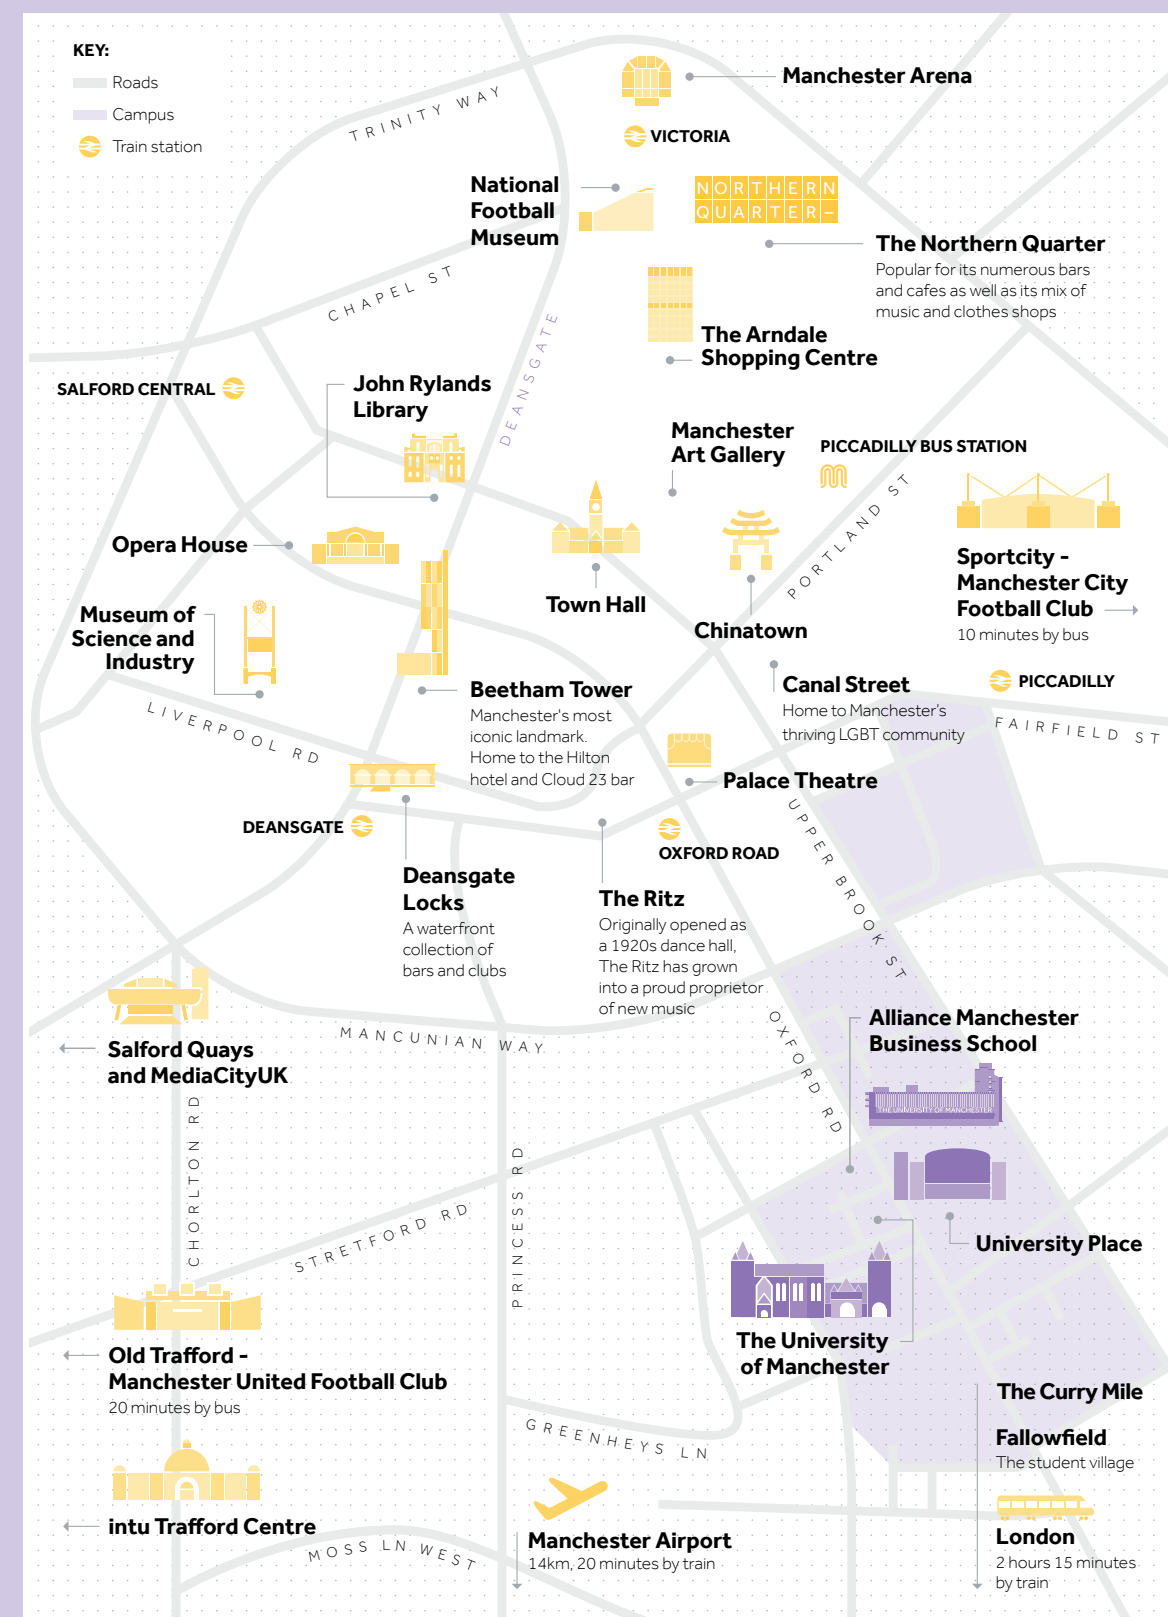 KEY:
Roads
Campus
Train station
Manchester Arena
TRINITY WAY
VICTORIA
National
Football
Museum
NORTHERN
QUARTER–
The Northern Quarter
Popular for its numerous bars
and cafes as well as its mix of
music and clothes shops
CHAPEL ST
DEANSGATE
The Arndale
Shopping Centre
SALFORD CENTRAL
John Rylands
Library
Manchester
Art Gallery
PICCADILLY BUS STATION
PORTLAND ST
Opera House
Sportcity -
Manchester City
Football Club
10 minutes by bus
Town Hall
Chinatown
Museum of
Science and
Industry
Beetham Tower
Manchester's most
iconic landmark.
Home to the Hilton
hotel and Cloud 23 bar
Canal Street
Home to Manchester's
thriving LGBT community
PICCADILLY
FAIRFIELD ST
LIVERPOOL RD
Palace Theatre
DEANSGATE
OXFORD ROAD
UPPER BROOK ST
Deansgate
Locks
A waterfront
collection of
bars and clubs
The Ritz
Originally opened as
a 1920s dance hall,
The Ritz has grown
into a proud proprietor
of new music
OXFORD RD
MANCUNIAN WAY
Salford Quays
and MediaCityUK
Alliance Manchester
Business School
THE UNIVERSITY OF MANCHESTER
CHORLTON RD
STRETFORD RD
PRINCESS RD
University Place
The University
of Manchester
Old Trafford -
Manchester United Football Club
20 minutes by bus
The Curry Mile
Fallowfield
The student village
GREENHEYS LN
intu Trafford Centre
MOSS LN WEST
Manchester Airport
14km, 20 minutes by train
London
2 hours 15 minutes
by train